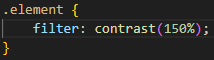 .element {
    filter: contrast(150%);
}